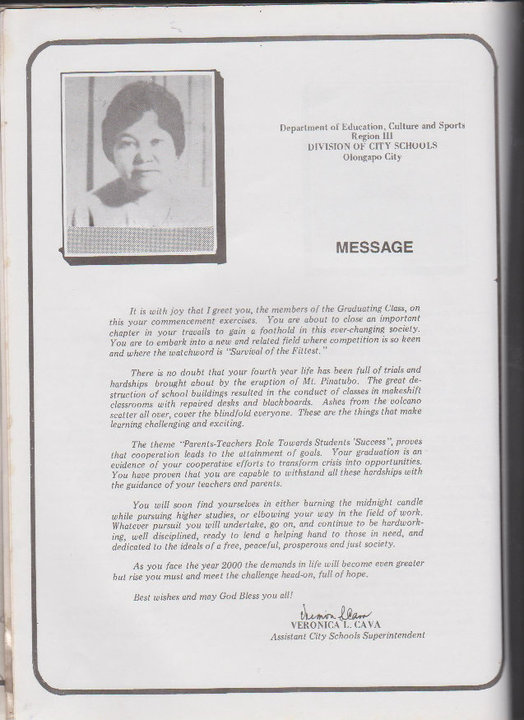 Department of Education, Culture and Sports
Region III
DIVISION OF CITY SCHOOLS
Olongapo City
MESSAGE
It is with joy that I greet you, the members of the Graduating Class, on
this your commencement exercises. You are about to close an important
chapter in your travails to gain a foothold in this ever-changing society.
You are to embark into a new and related field where competition is so keen
and where the watchword is "Survival of the Fittest."
There is no doubt that your fourth year life has been full of trials and
hardships brought about by the eruption of Mt. Pinatubo. The great de-
struction of school buildings resulted in the conduct of classes in makeshift
classrooms with repaired desks and blackboards. Ashes from the volcano
scatter all over, cover the blindfold everyone. These are the things that make
learning challenging and exciting.
The theme "Parents-Teachers Role Towards Students 'Success", proves
that cooperation leads to the attainment of goals. Your graduation is an
evidence of your cooperative efforts to transform crisis into opportunities.
You have proven that you are capable to withstand all these hardships with
the guidance of your teachers and parents.
You will soon find yourselves in either burning the midnight candle
while pursuing higher studies, or elbowing your way in the field of work.
Whatever pursuit you will undertake, go on, and continue to be hardwork-
ing, well disciplined, ready to lend a helping hand to those in need, and
dedicated to the ideals of a free, peaceful, prosperous and just society.
As you face the year 2000 the demands in life will become even greater
but rise you must and meet the challenge head-on, full of hope.
Best wishes and may God Bless you all!
VERONICA L. CAVA
Assistant City Schools Superintendent